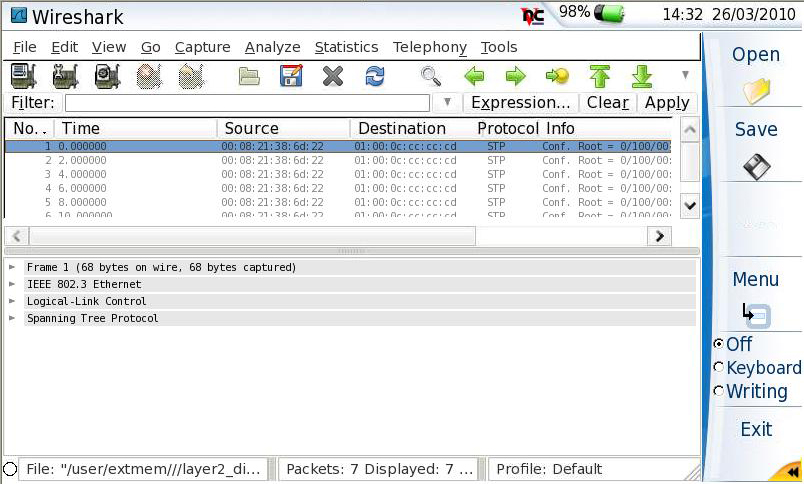 Wireshark 98% 14:32 26/03/2010
File Edit View Go Capture Analyze Statistics Telephony Tools
Filter: Expression... Clear Apply
No. . Time Source Destination Protocol Info
1 0.000000 00:08:21:38:6d:22 01:00:0c:cc:cc:cd STP Conf. Root = 0/100/00:
2 2.000000 00:08:21:38:6d:22 01:00:0c:cc:cc:cd STP Conf. Root = 0/100/00:
3 4.000000 00:08:21:38:6d:22 01:00:0c:cc:cc:cd STP Conf. Root = 0/100/00:
4 6.000000 00:08:21:38:6d:22 01:00:0c:cc:cc:cd STP Conf. Root = 0/100/00:
5 8.000000 00:08:21:38:6d:22 01:00:0c:cc:cc:cd STP Conf. Root = 0/100/00:
6 10.000000 00:08:21:38:6d:22 01:00:0c:cc:cc:cd STP Conf. Root = 0/100/00:
Frame 1 (68 bytes on wire, 68 bytes captured)
IEEE 802.3 Ethernet
Logical-Link Control
Spanning Tree Protocol
File: "/user/extmem///layer2_di... Packets: 7 Displayed: 7 ... Profile: Default
Open
Save
Menu
Off
Keyboard
Writing
Exit